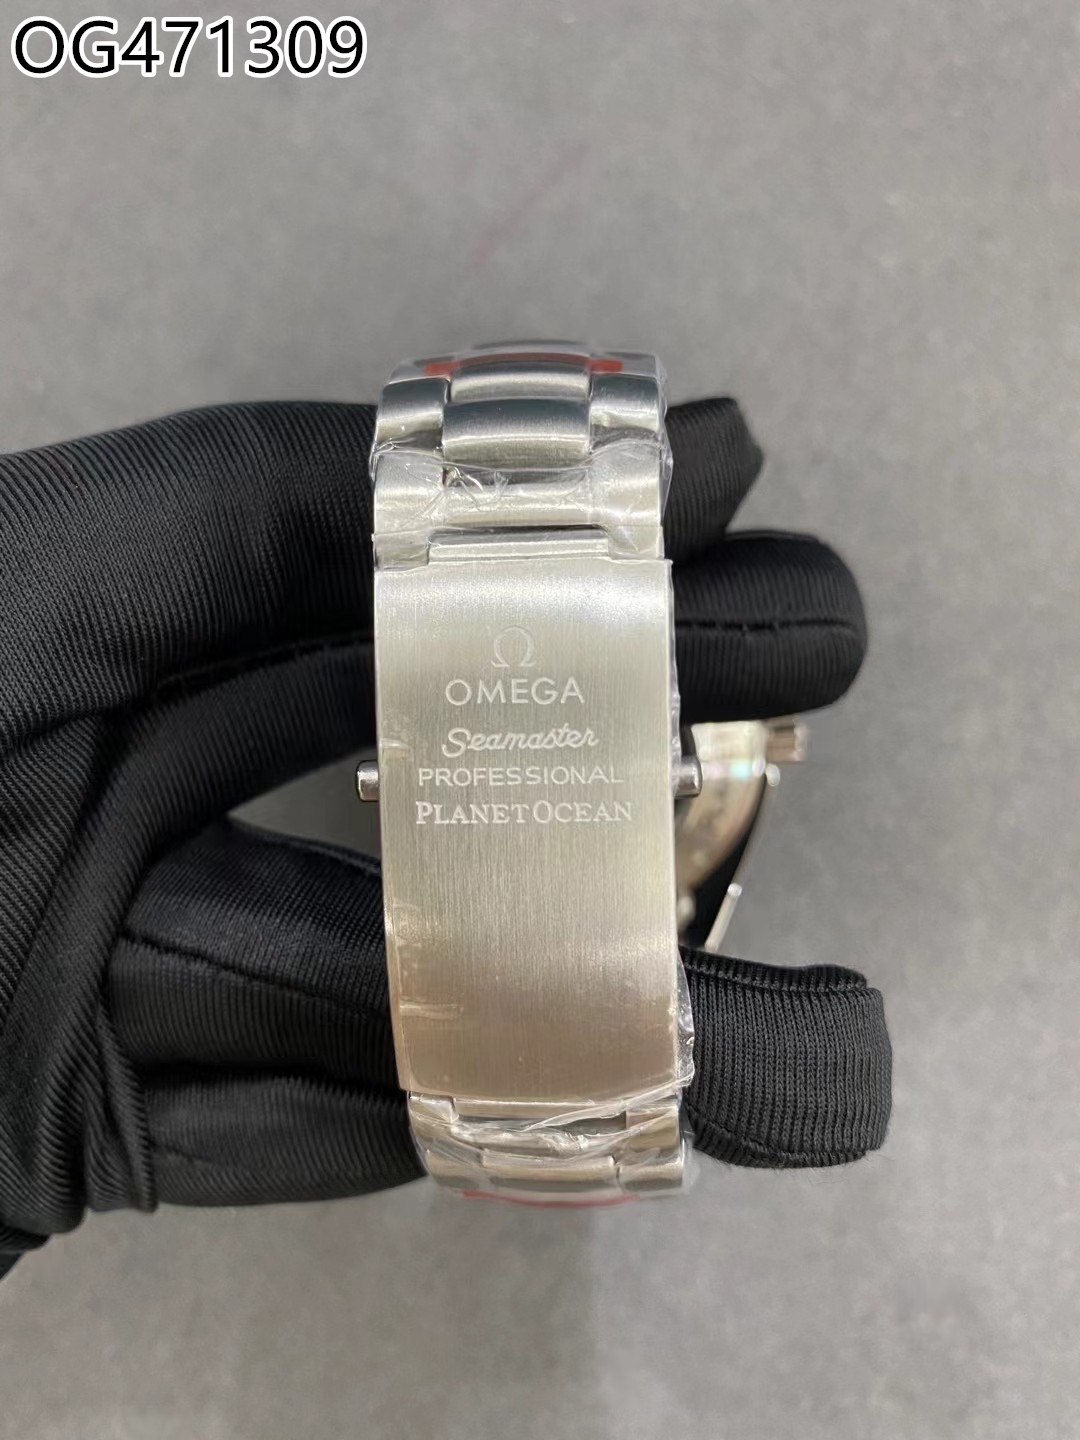 OG471309
Ω
OMEGA
Seamaster
PROFESSIONAL
PLANET OCEAN